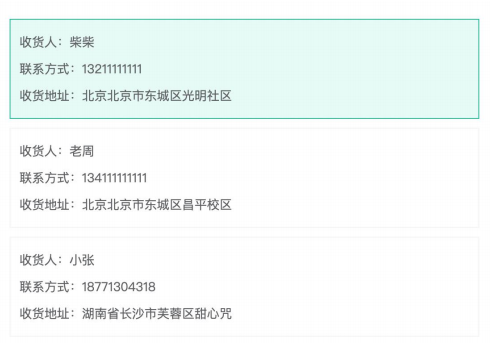 收货人：柴柴
联系方式：13211111111
收货地址：北京北京市东城区光明社区
收货人：老周
联系方式：134111111111
收货地址：北京北京市东城区昌平校区
收货人：小张
联系方式：18771304318
收货地址：湖南省长沙市芙蓉区甜心咒